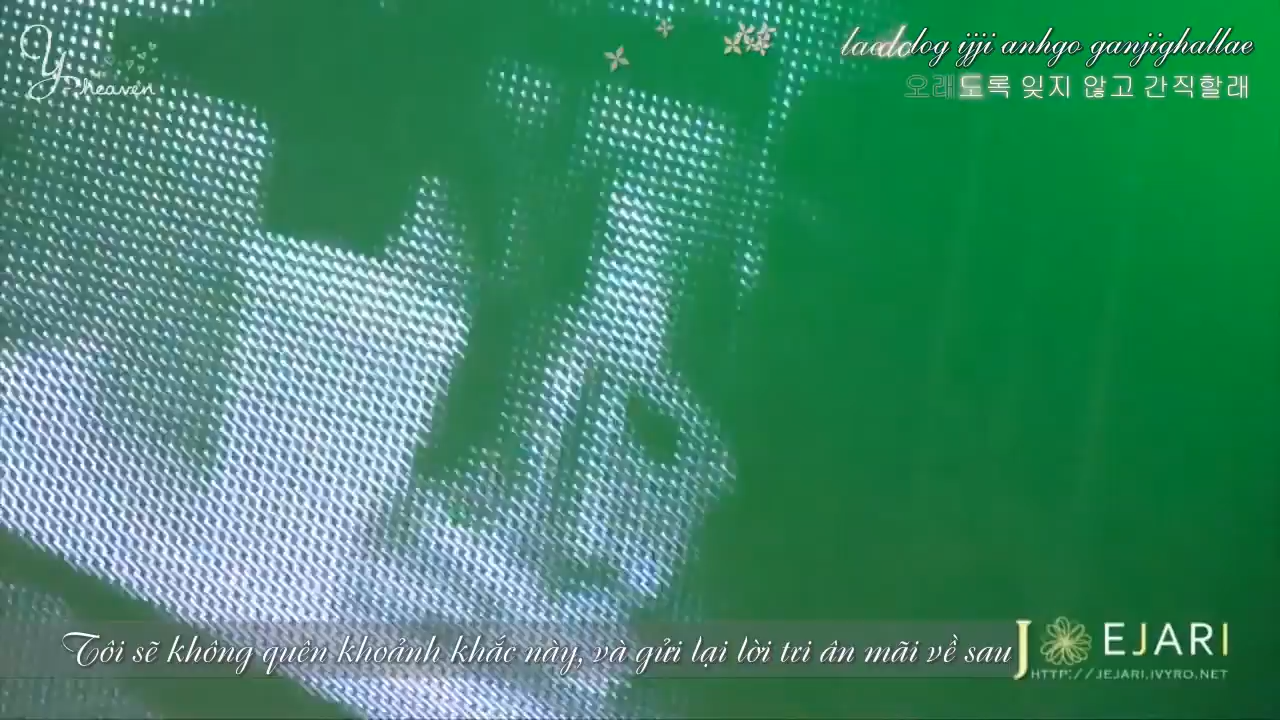 Y heaven
laedolog ijji anhgo ganjighallae
오래도록 잊지 않고 간직할래
Tôi sẽ không quên khoảnh khắc này, và gửi lại lời tri ân mãi về sau
JEJARI
HTTP://JEJARI.IVYRO.NET